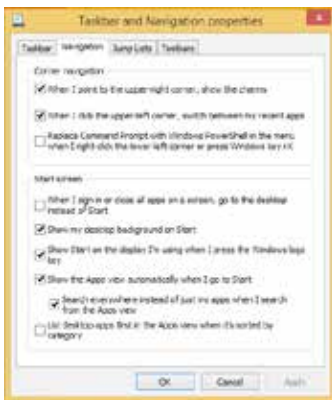 Taskbar and Navigation properties
Taskbar Navigation Jump Lists Toolbars
Corner navigation
When I point to the upper-right corner, show the charms
When I click the upper-left corner, switch between my recent apps
Replace Command Prompt with Windows PowerShell in the menu
when I right-click the lower-left corner or press Windows key+X
Start screen
When I sign in or close all apps on a screen, go to the desktop
instead of Start
Show my desktop background on Start
Show Start on the display I'm using when I press the Windows logo
key
Show the Apps view automatically when I go to Start
Search everywhere instead of just my apps when I search
from the Apps view
List desktop apps first in the Apps view when it's sorted by
category
OK Cancel Apply